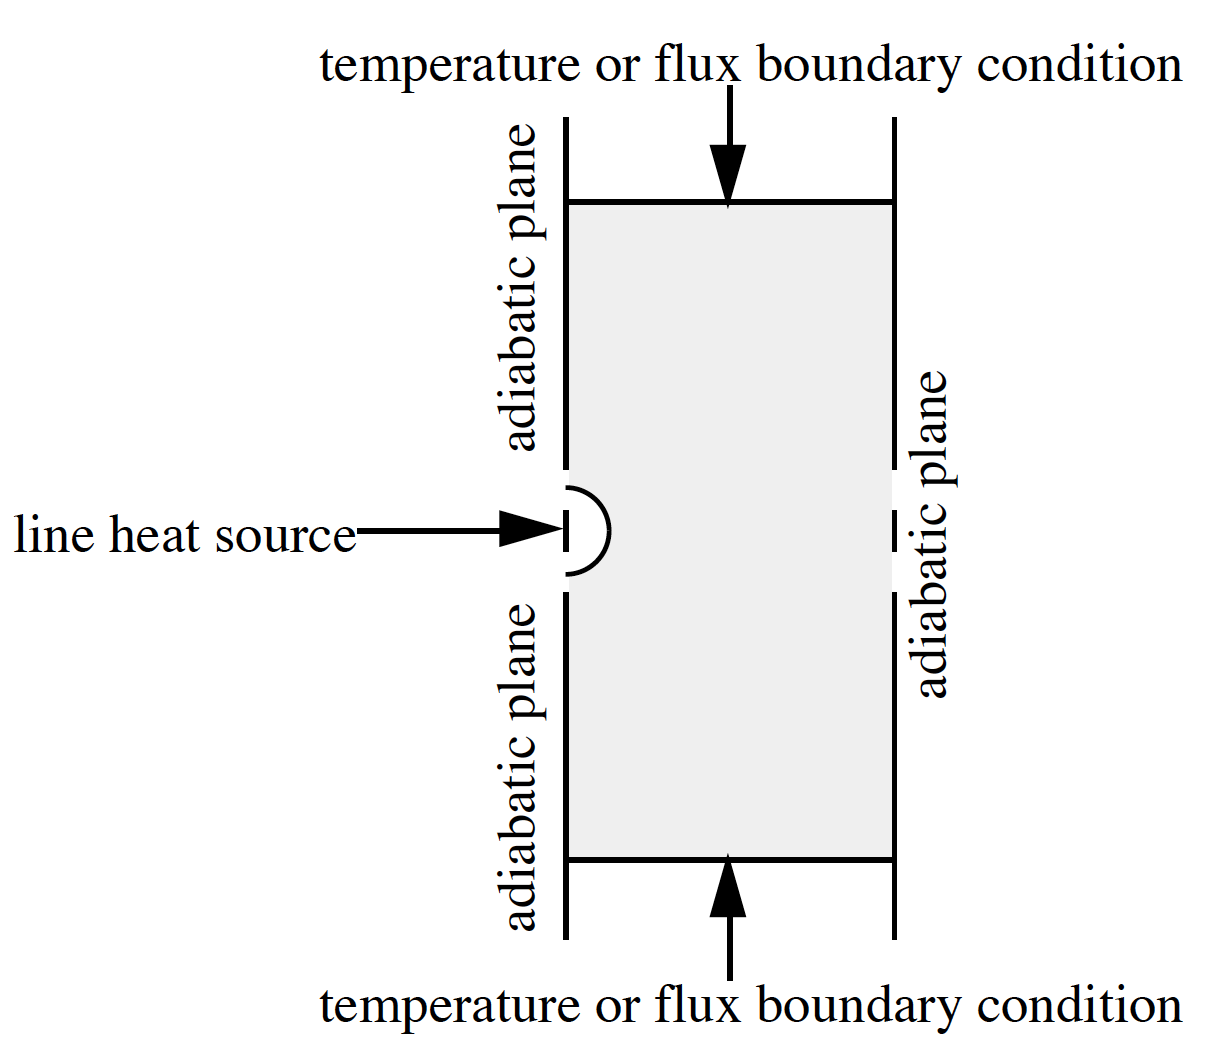 temperature or flux boundary condition
adiabatic plane
adiabatic plane
line heat source
adiabatic plane
temperature or flux boundary condition